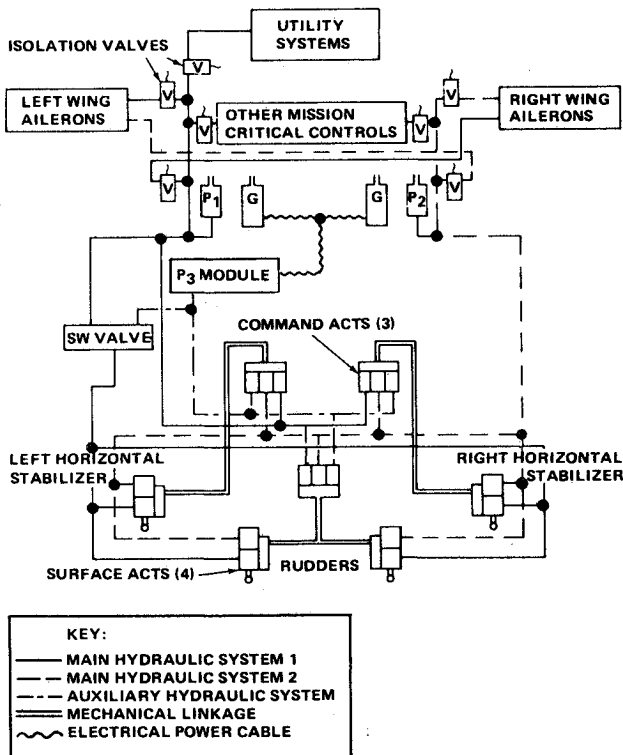 UTILITY
SYSTEMS
ISOLATION VALVES
V
V
V
LEFT WING
AILERONS
V
OTHER MISSION
CRITICAL CONTROLS
V
RIGHT WING
AILERONS
V
P1
G
G
P2
V
P3 MODULE
SW VALVE
COMMAND ACTS (3)
LEFT HORIZONTAL
STABILIZER
RIGHT HORIZONTAL
STABILIZER
SURFACE ACTS (4)
RUDDERS
KEY:
MAIN HYDRAULIC SYSTEM 1
MAIN HYDRAULIC SYSTEM 2
AUXILIARY HYDRAULIC SYSTEM
MECHANICAL LINKAGE
ELECTRICAL POWER CABLE